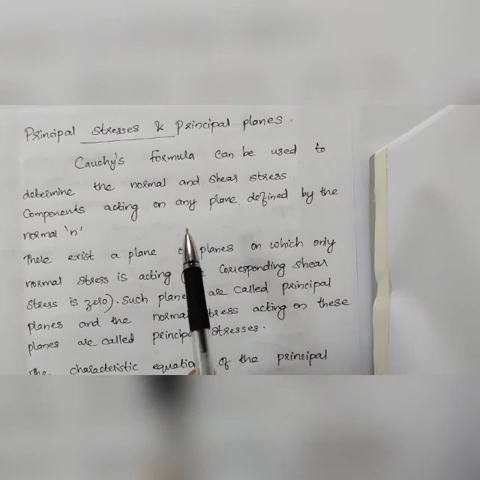 Principal stresses & Principal planes.
Cauchy's formula can be used to
determine the normal and shear stress
Components acting on any plane defined by the
normal 'n'
There exist a plane planes on which only
normal stress is acting Corresponding shear
stress is zero). Such plane are called principal
planes and the normal stress acting on these
planes are called princip stresses.
The characteristic equation of the principal